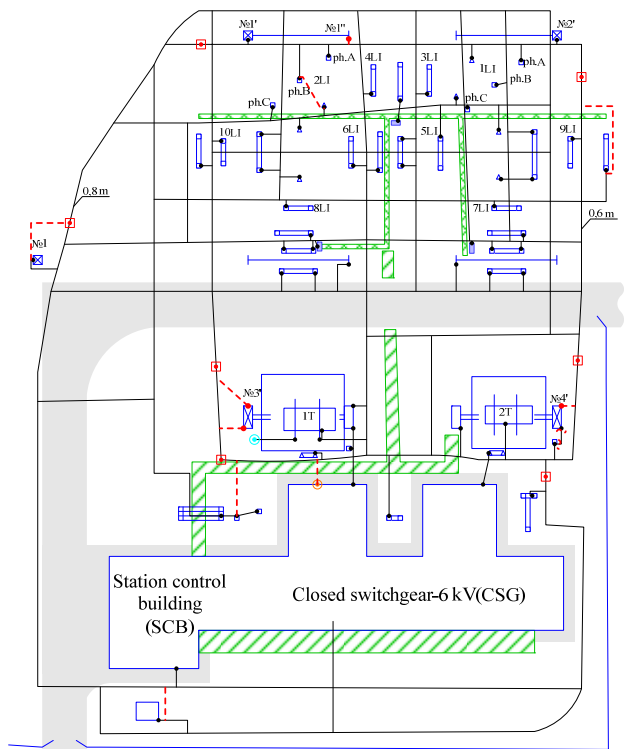 №1' №1" №2'
ph.A 4LI 3LI 1LI ph.A
2LI ph.B ph.B
ph.C ph.C
10LI 6LI 5LI 9LI
0,8 m 8LI 7LI 0,6 m
№1
№3' №4'
1T 2T
Station control
building
(SCB)
Closed switchgear-6 kV(CSG)